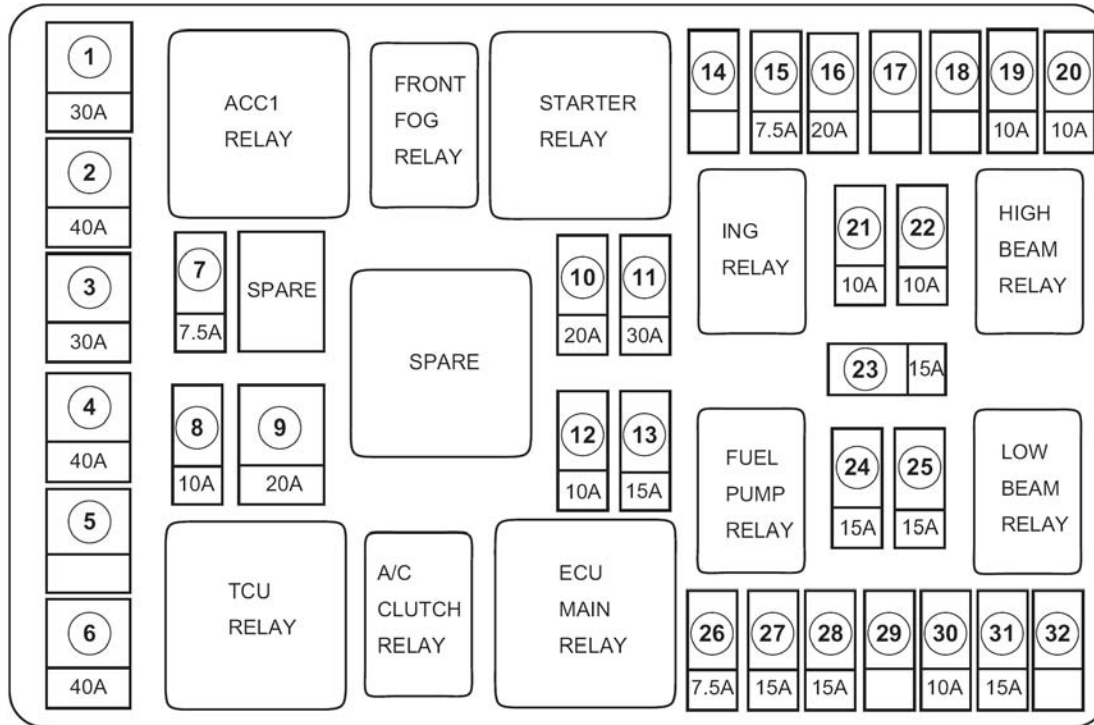 1
30A
2
40A
3
30A
4
40A
5
6
40A
ACC1
RELAY
FRONT
FOG
RELAY
STARTER
RELAY
7
7.5A
SPARE
SPARE
8
10A
9
20A
10
20A
11
30A
12
10A
13
15A
TCU
RELAY
A/C
CLUTCH
RELAY
ECU
MAIN
RELAY
14
15
7.5A
16
20A
17
18
19
10A
20
10A
ING
RELAY
21
10A
22
10A
HIGH
BEAM
RELAY
23
15A
FUEL
PUMP
RELAY
24
15A
25
15A
LOW
BEAM
RELAY
26
7.5A
27
15A
28
15A
29
30
10A
31
15A
32